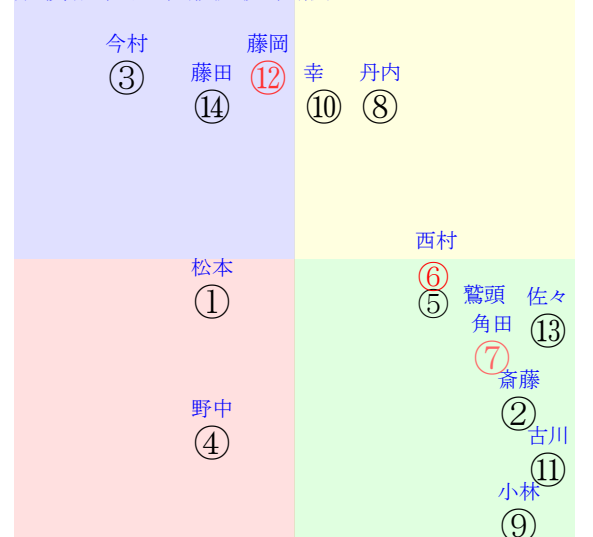 今村
③
藤岡
⑫
藤田
⑭
幸
⑩
丹内
⑧
西村
⑥
⑤
松本
①
鷲頭
佐々
⑬
角田
⑦
斎藤
②
野中
④
古川
⑪
小林
⑨